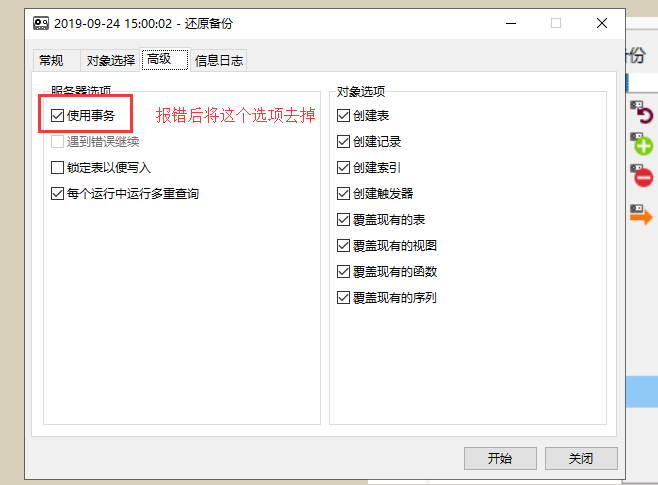 2019-09-24 15:00:02 - 还原备份
常规 对象选择 高级 信息日志
服务器选项
使用事务
报错后将这个选项去掉
遇到错误继续
锁定表以便写入
每个运行中运行多重查询
对象选项
创建表
创建记录
创建索引
创建触发器
覆盖现有的表
覆盖现有的视图
覆盖现有的函数
覆盖现有的序列
开始 关闭
份